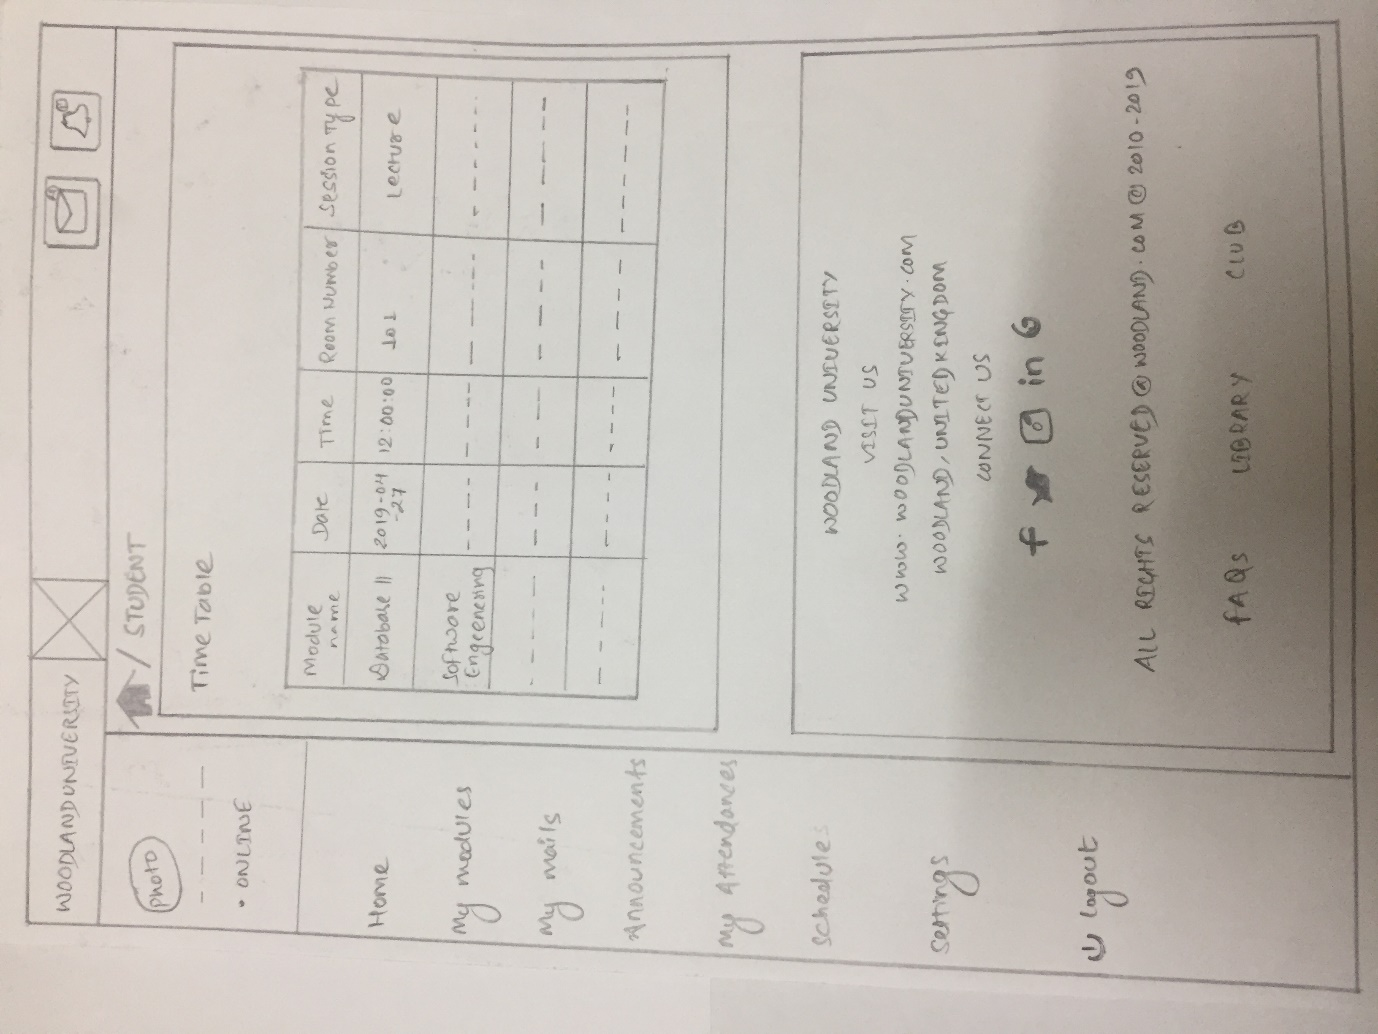 WOODLAND UNIVERSITY
photo
• ONLINE
Home
My modules
My mails
Announcements
My Attendances
Schedules
Settings
logout
/ STUDENT
Time Table
Module name Date Time Room Number Session Type
Database II 2019-04-27 12:00:00 101 Lecture
Software Engreenering
WOODLAND UNIVERSITY
VISIT US
www.WOODLANDUNIVERSITY.com
WOODLAND, UNITED KINGDOM
CONNECT US
f in G
ALL RIGHTS RESERVED @ WOODLAND.COM @ 2010-2019
FAQs LIBRARY CLUB